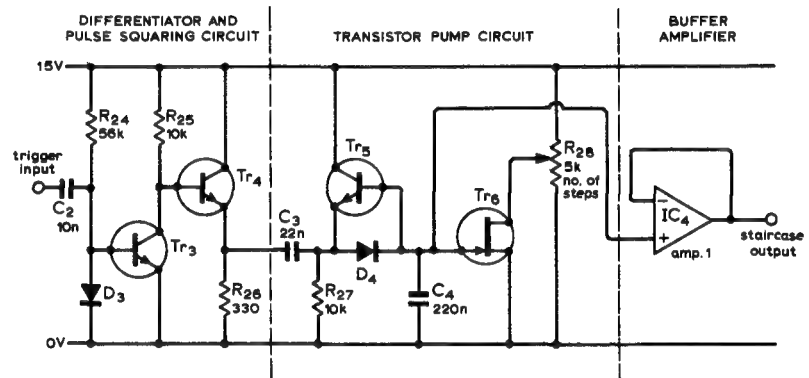 DIFFERENTIATOR AND
PULSE SQUARING CIRCUIT
TRANSISTOR PUMP CIRCUIT
BUFFER
AMPLIFIER
15V
R24
56k
R25
10k
Tr4
Tr5
R28
5k
no. of
steps
trigger
input
C2
10n
Tr3
C3
22n
Tr6
IC4
amp. 1
staircase
output
D3
R26
330
R27
10k
D4
C4
220n
0V
−
+